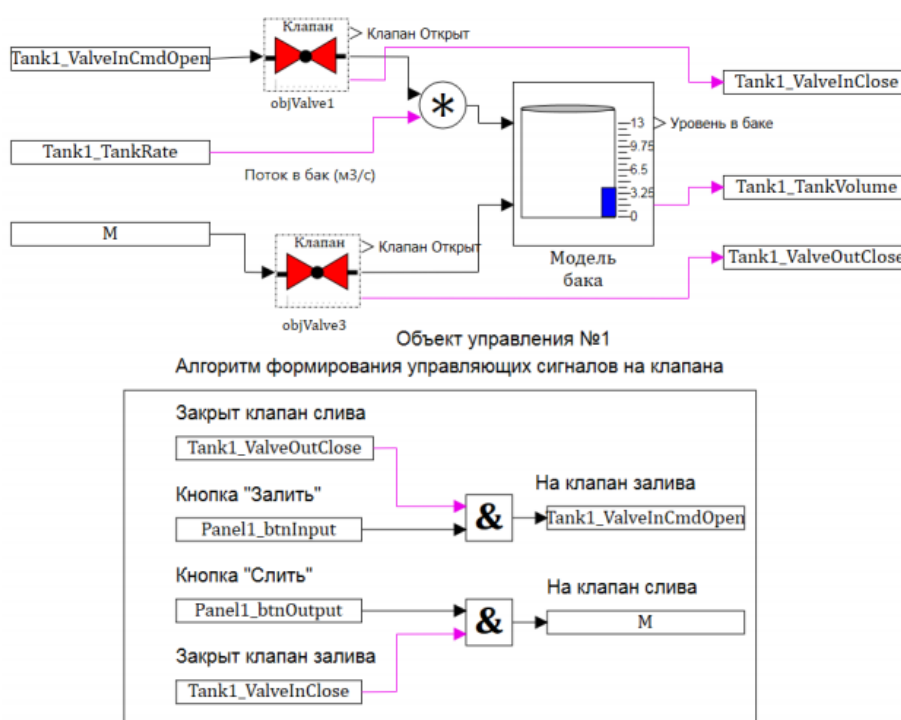 Клапан
Клапан Открыт
Tank1_ValveInCmdOpen
objValve1
*
Tank1_ValveInClose
Tank1_TankRate
Поток в бак (м3/с)
13
9.75
6.5
3.25
0
Уровень в баке
Tank1_TankVolume
M
Клапан
Клапан Открыт
objValve3
Модель
бака
Tank1_ValveOutClose
Объект управления №1
Алгоритм формирования управляющих сигналов на клапана
Закрыт клапан слива
Tank1_ValveOutClose
Кнопка "Залить"
Panel1_btnInput
&
На клапан залива
Tank1_ValveInCmdOpen
Кнопка "Слить"
Panel1_btnOutput
&
На клапан слива
M
Закрыт клапан залива
Tank1_ValveInClose